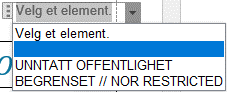 Velg et element.
Velg et element.
UNNTATT OFFENTLIGHET
BEGRENSET // NOR RESTRICTED